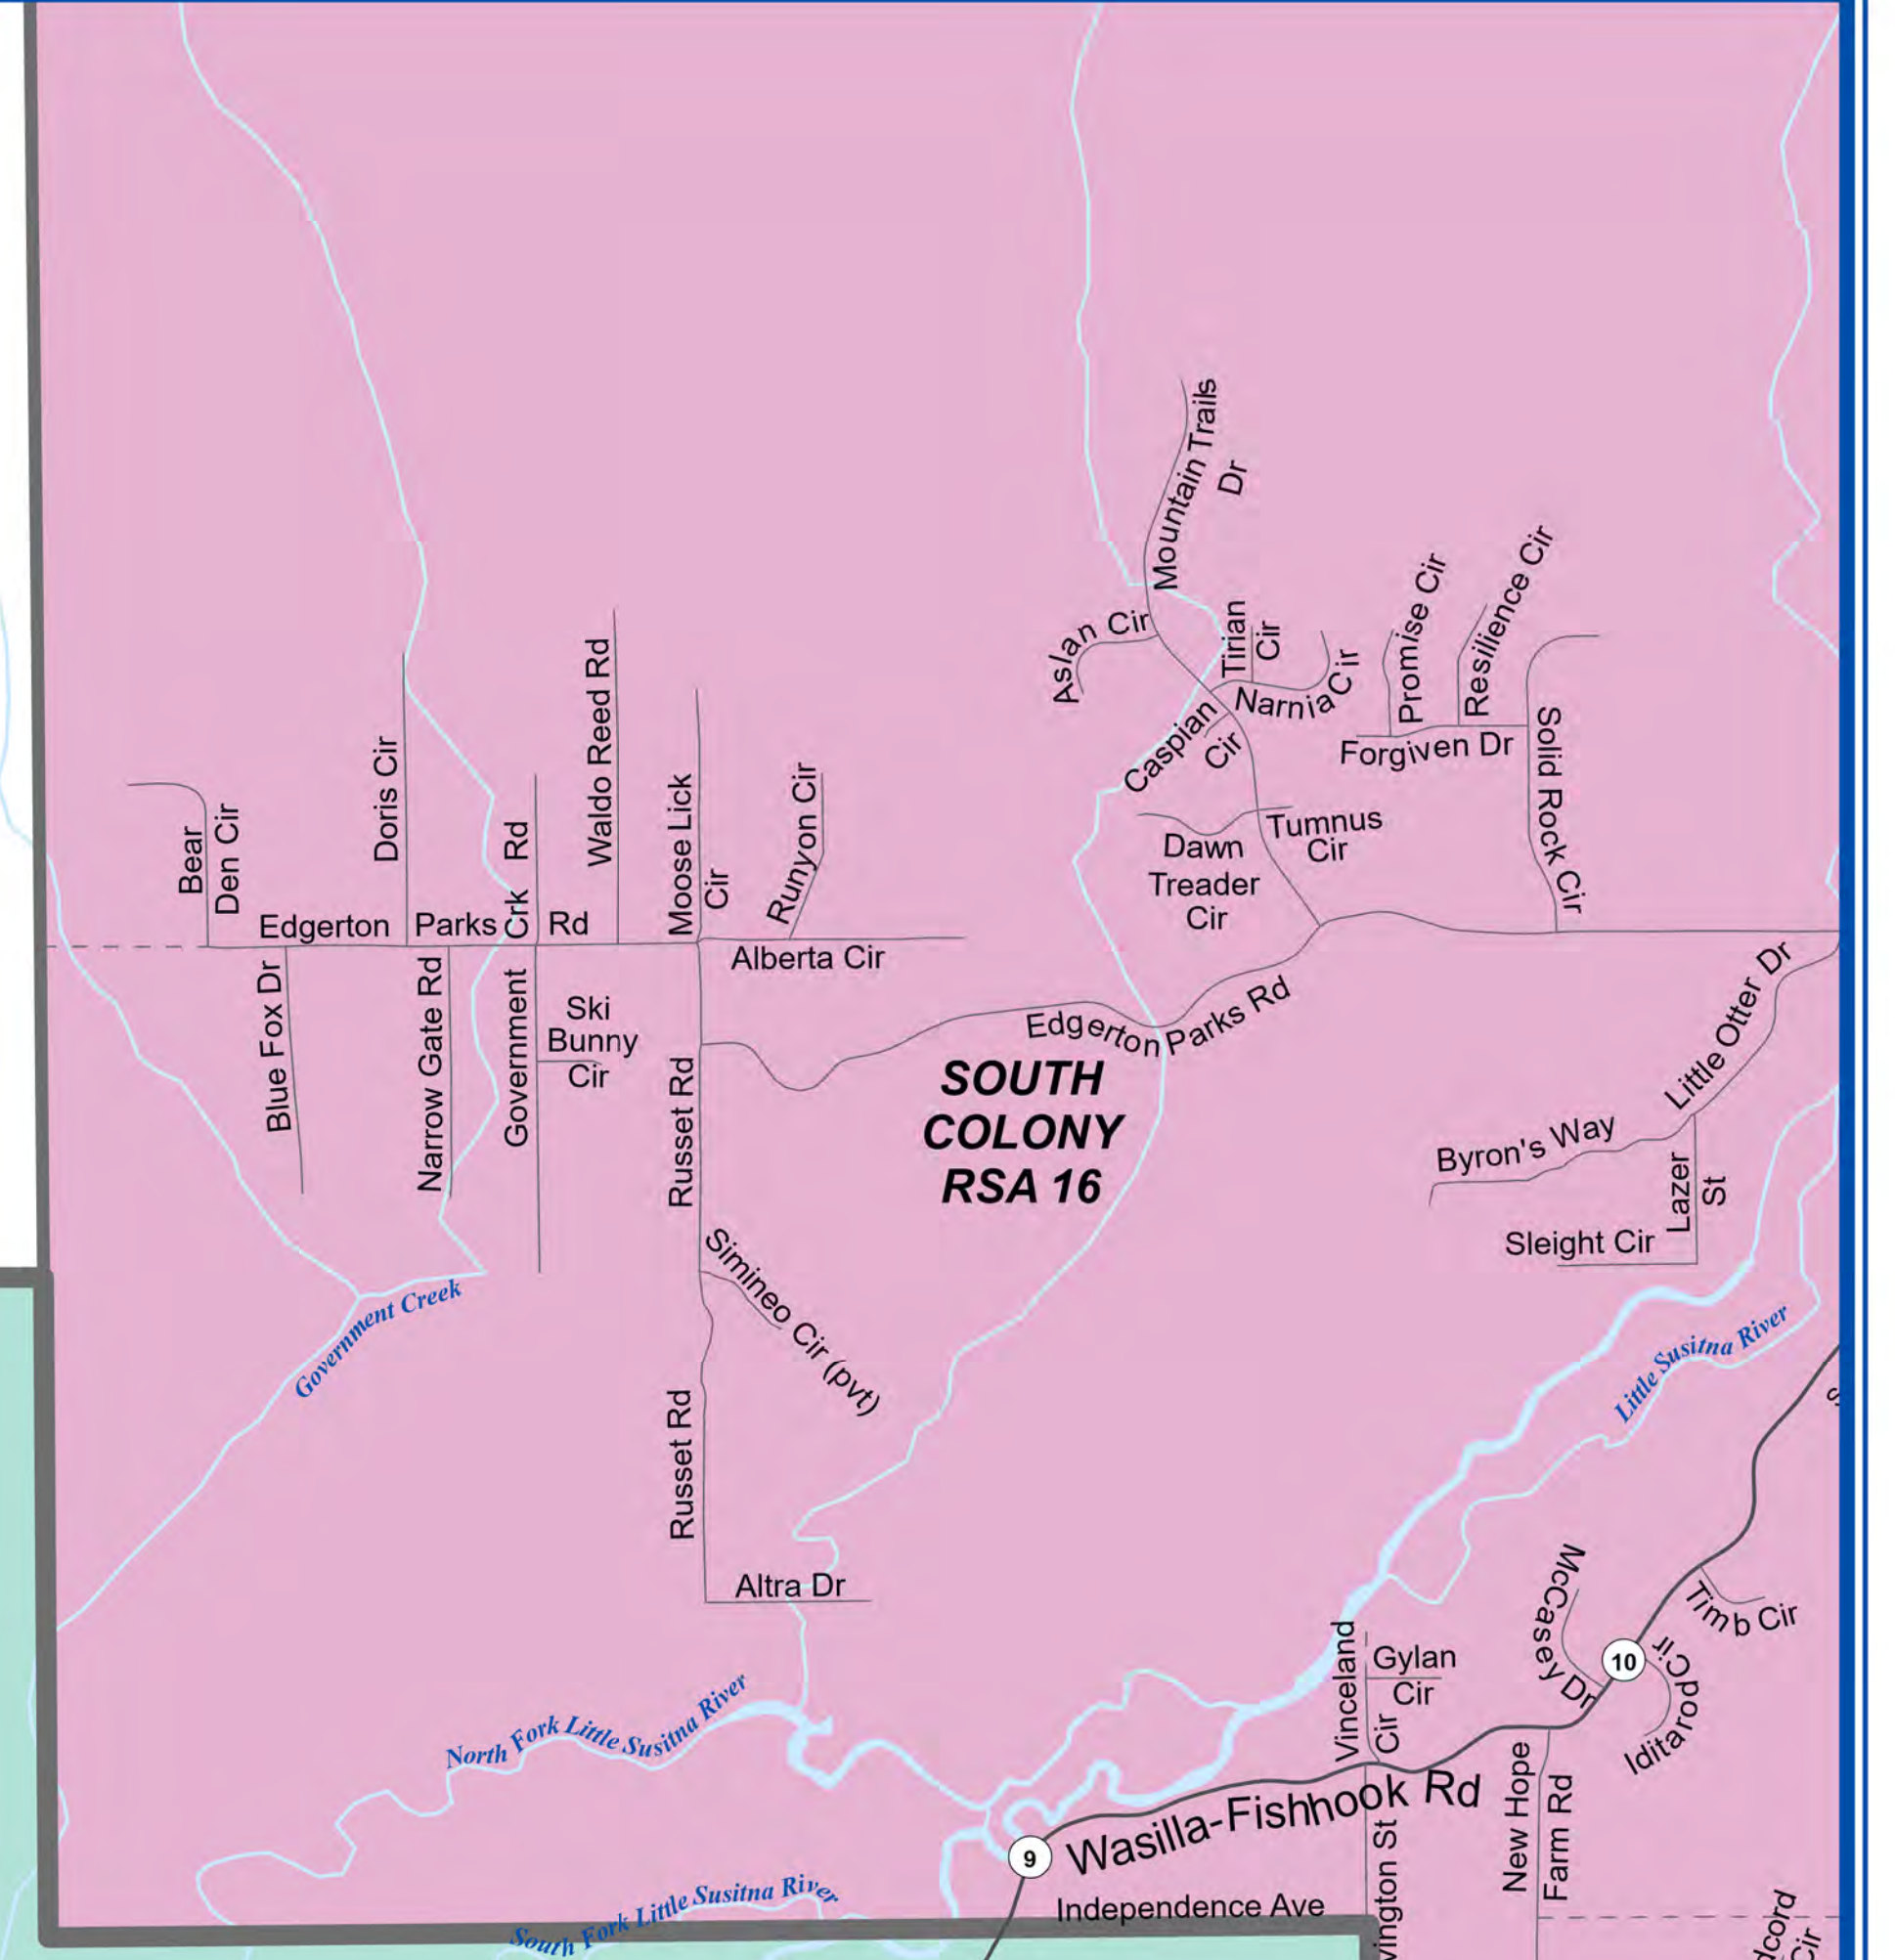 Mountain Trails
Dr
Aslan Cir
Tirian
Cir
Narnia Cir
Caspian
Cir
Promise Cir
Resilience Cir
Forgiven Dr
Solid Rock Cir
Dawn
Treader
Cir
Tumnus
Cir
Bear
Den Cir
Doris Cir
Waldo Reed Rd
Moose Lick
Cir
Runyon Cir
Edgerton Parks Rd
Government Crk Rd
Alberta Cir
Blue Fox Dr
Narrow Gate Rd
Ski
Bunny
Cir
Russet Rd
Edgerton Parks Rd
SOUTH
COLONY
RSA 16
Little Otter Dr
Byron's Way
Lazer
St
Sleight Cir
Simineo Cir (pvt)
Government Creek
Little Susitna River
Russet Rd
Altra Dr
McCasey Dr
Timb Cir
10
Iditarod Cir
Vinceland
Cir
Gylan
Cir
North Fork Little Susitna River
Wasilla-Fishhook Rd
9
New Hope
Farm Rd
Independence Ave
South Fork Little Susitna River
vington St
dcord
Cir